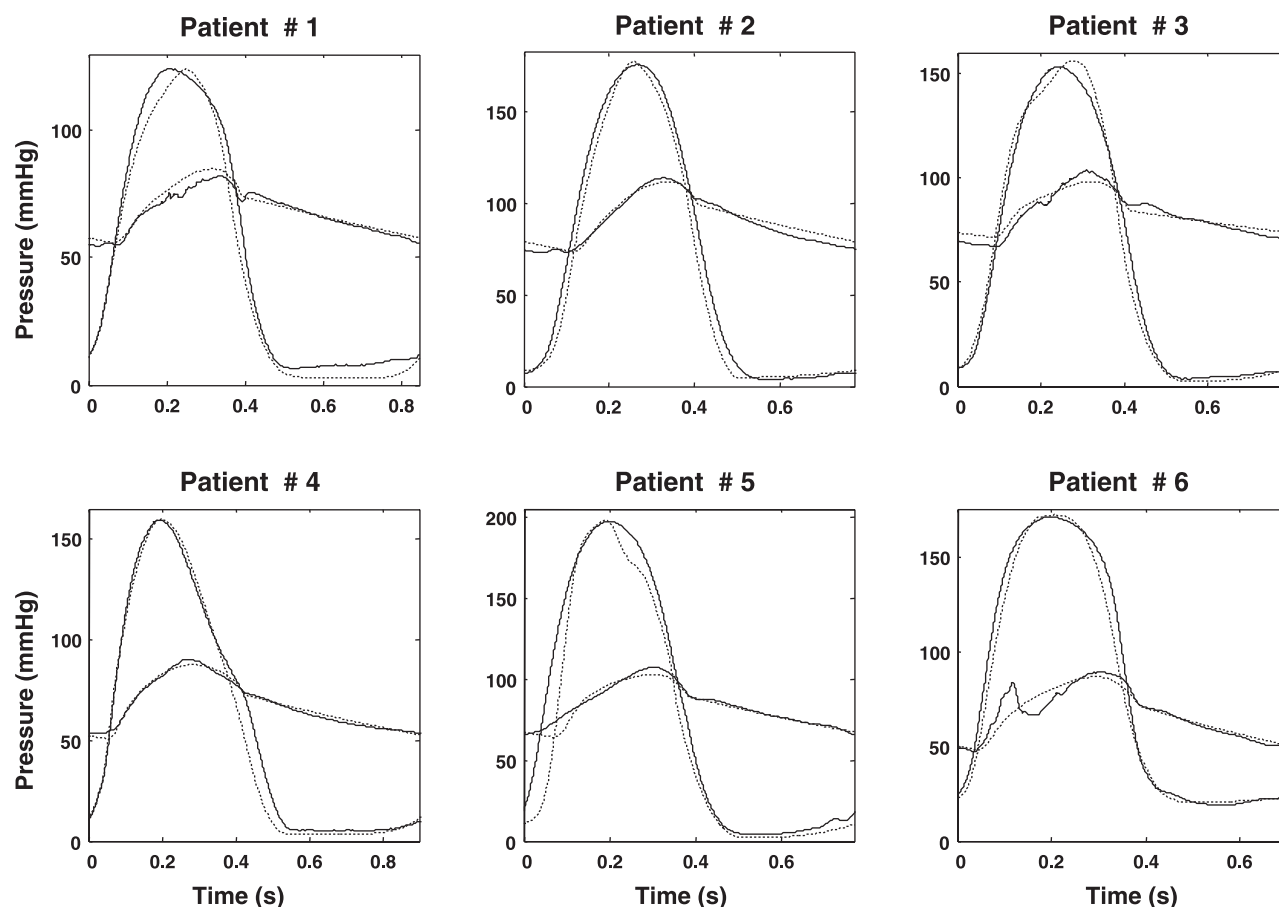 Patient # 1
Patient # 2
Patient # 3
Pressure (mmHg)
100
50
0
0 0.2 0.4 0.6 0.8
150
100
50
0
0 0.2 0.4 0.6
150
100
50
0
0 0.2 0.4 0.6
Patient # 4
Patient # 5
Patient # 6
Pressure (mmHg)
150
100
50
0
0 0.2 0.4 0.6 0.8
Time (s)
200
150
100
50
0
0.2 0.4 0.6
Time (s)
150
100
50
0
0 0.2 0.4 0.6
Time (s)